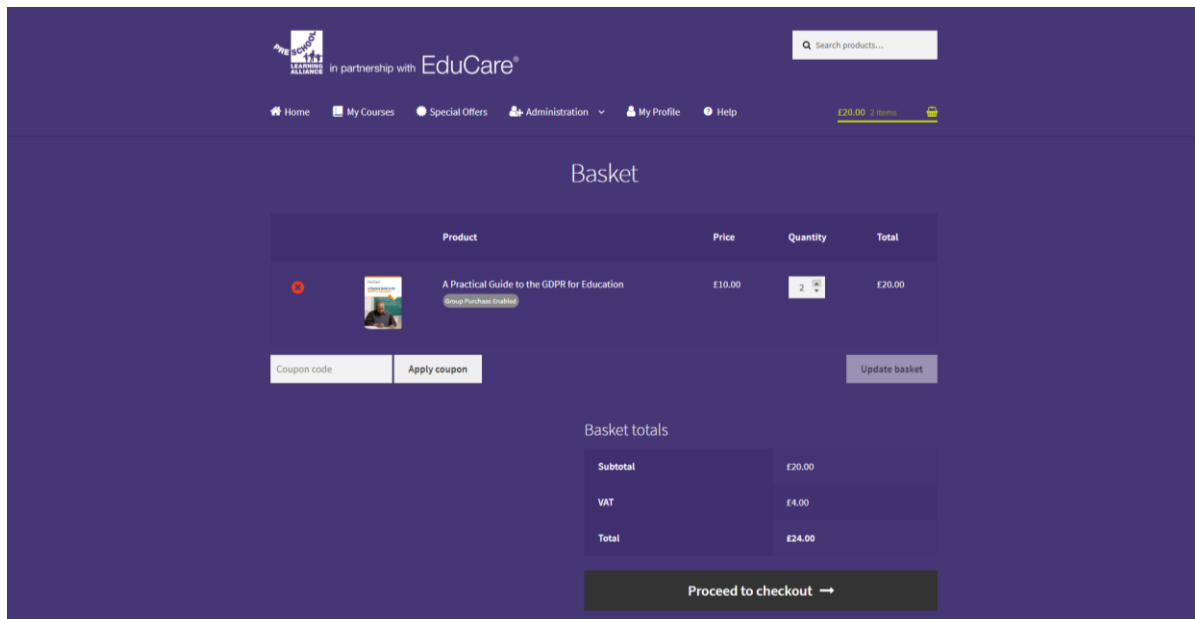 PRE SCHOOL
LEARNING
ALLIANCE
in partnership with EduCare®
Search products...
Home My Courses Special Offers Administration My Profile Help £20.00 2 items
Basket
Product Price Quantity Total
A Practical Guide to the GDPR for Education £10.00 2 £20.00
Group Purchase Enabled
Coupon code Apply coupon Update basket
Basket totals
Subtotal £20.00
VAT £4.00
Total £24.00
Proceed to checkout →